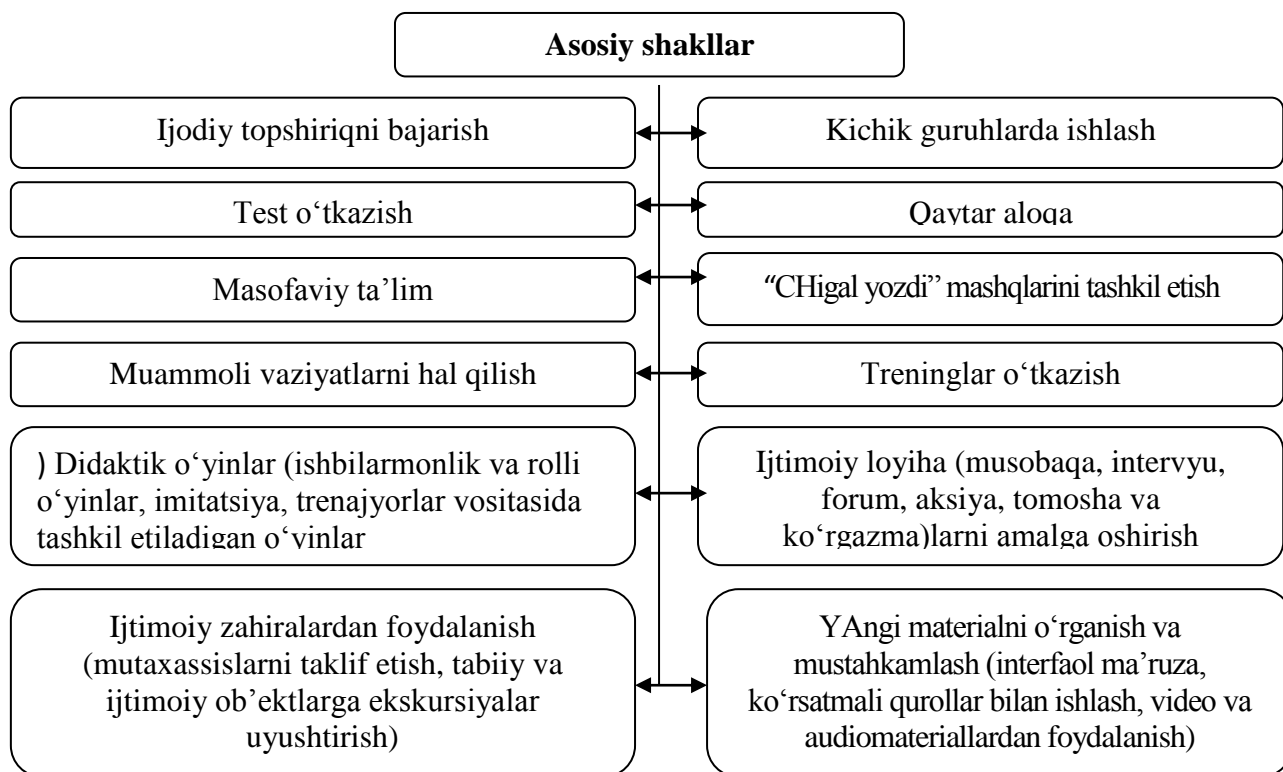 Asosiy shakllar
Ijodiy topshiriqni bajarish
Kichik guruhlarda ishlash
Test o‘tkazish
Qaytar aloqa
Masofaviy ta’lim
“CHigal yozdi” mashqlarini tashkil etish
Muammoli vaziyatlarni hal qilish
Treninglar o‘tkazish
) Didaktik o‘yinlar (ishbilarmonlik va rolli
o‘yinlar, imitatsiya, trenajyorlar vositasida
tashkil etiladigan o‘yinlar
Ijtimoiy loyiha (musobaqa, intervyu,
forum, aksiya, tomosha va
ko‘rgazma)larni amalga oshirish
Ijtimoiy zahiralardan foydalanish
(mutaxassislarni taklif etish, tabiiy va
ijtimoiy ob’ektlarga ekskursiyalar
uyushtirish)
YAngi materialni o‘rganish va
mustahkamlash (interfaol ma’ruza,
ko‘rsatmali qurollar bilan ishlash, video va
audiomateriallardan foydalanish)